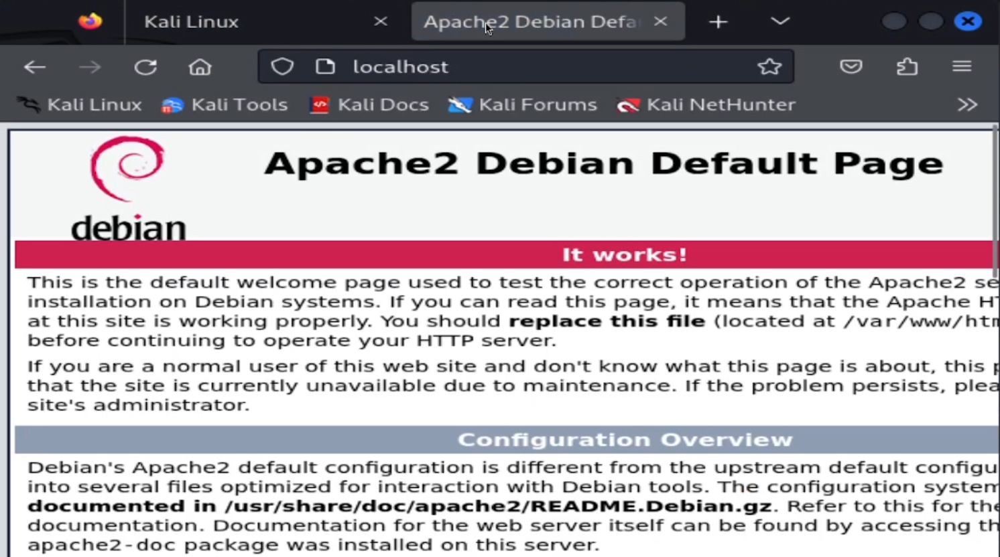 Kali Linux
Apache2 Debian Defa
localhost
Kali Linux Kali Tools Kali Docs Kali Forums Kali NetHunter
debian
Apache2 Debian Default Page
It works!
This is the default welcome page used to test the correct operation of the Apache2 se
installation on Debian systems. If you can read this page, it means that the Apache HT
at this site is working properly. You should replace this file (located at /var/www/htm
before continuing to operate your HTTP server.
If you are a normal user of this web site and don't know what this page is about, this p
that the site is currently unavailable due to maintenance. If the problem persists, plea
site's administrator.
Configuration Overview
Debian's Apache2 default configuration is different from the upstream default configu
into several files optimized for interaction with Debian tools. The configuration system
documented in /usr/share/doc/apache2/README.Debian.gz. Refer to this for the
documentation. Documentation for the web server itself can be found by accessing th
apache2-doc package was installed on this server.